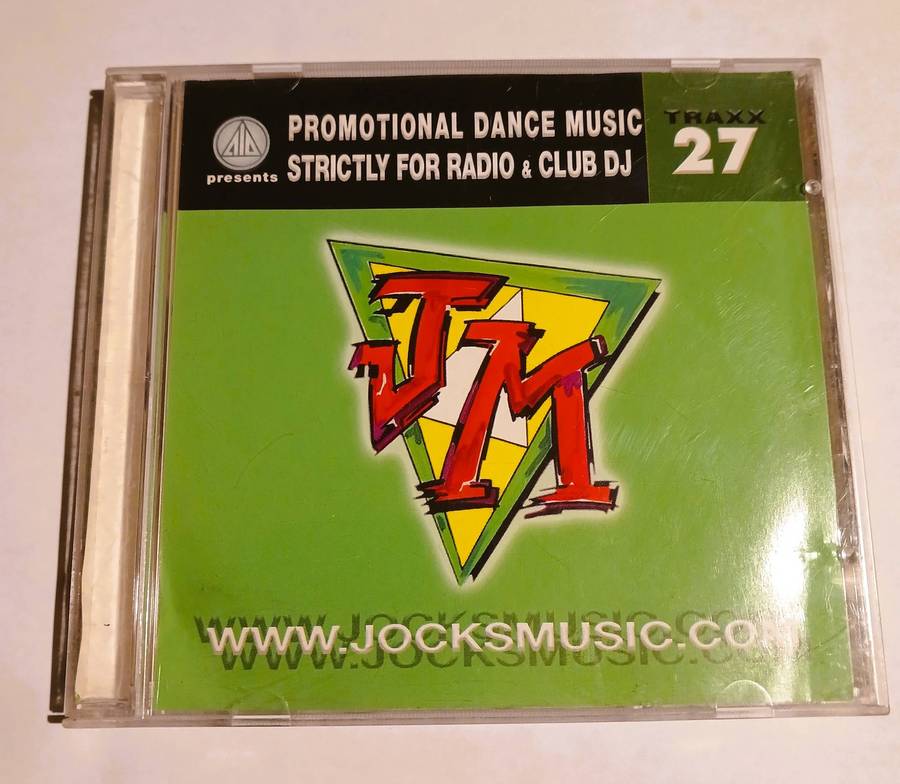 PROMOTIONAL DANCE MUSIC
presents STRICTLY FOR RADIO & CLUB DJ
TRAXX
27
JM
WWW.JOCKSMUSIC.COM